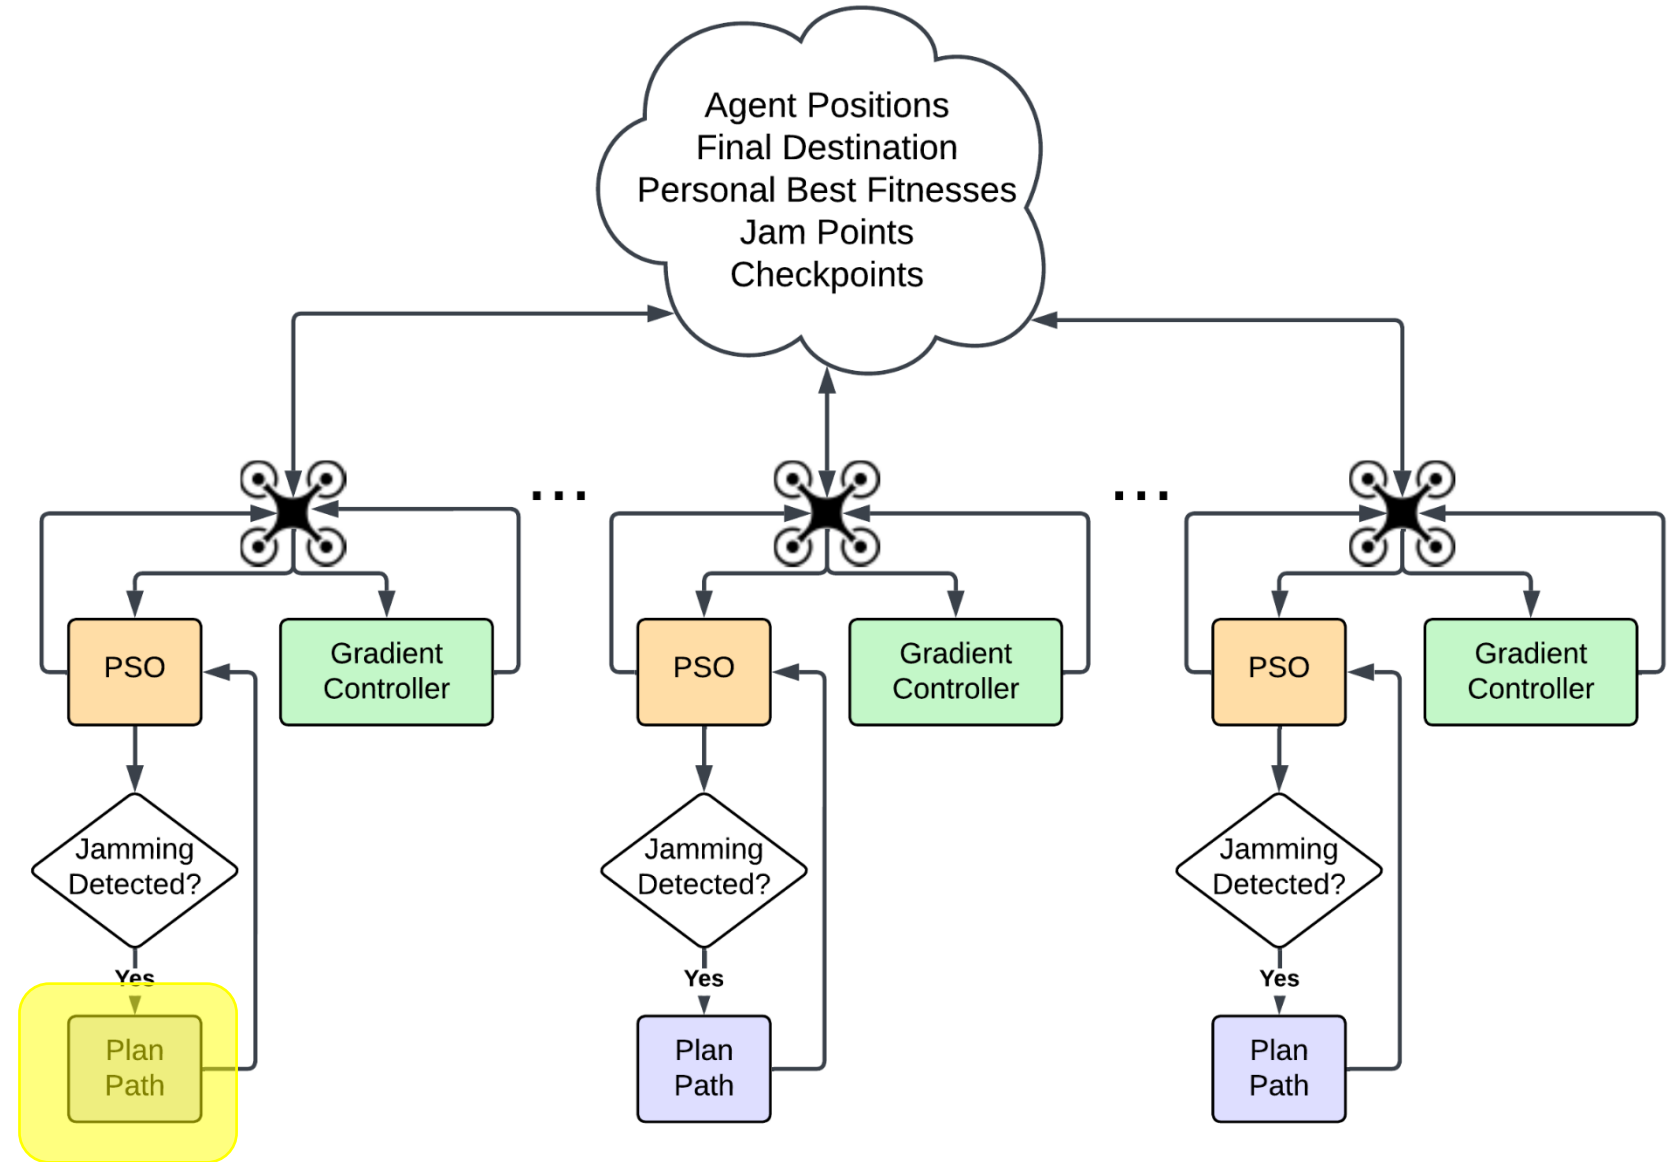 Agent Positions
Final Destination
Personal Best Fitnesses
Jam Points
Checkpoints
...
...
PSO
Gradient
Controller
PSO
Gradient
Controller
PSO
Gradient
Controller
Jamming
Detected?
Jamming
Detected?
Jamming
Detected?
Yes
Yes
Yes
Plan
Path
Plan
Path
Plan
Path